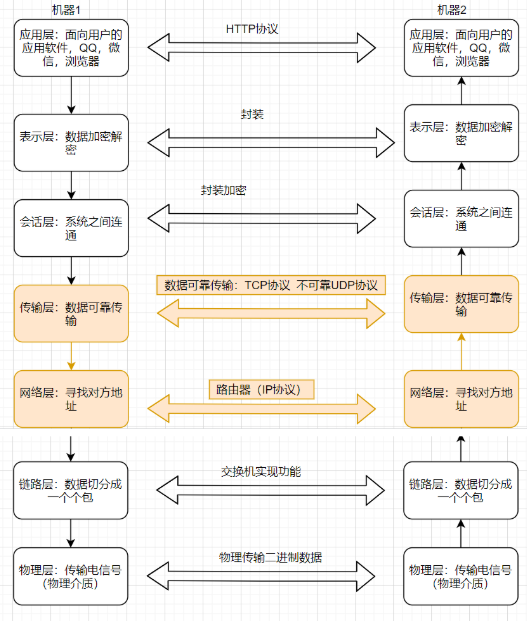 机器1
机器2
应用层：面向用户的
应用软件，QQ，微
信，浏览器
HTTP协议
应用层：面向用户的
应用软件，QQ，微
信，浏览器
表示层：数据加密解
密
封装
表示层：数据加密解
密
会话层：系统之间连
通
封装加密
会话层：系统之间连
通
传输层：数据可靠传
输
数据可靠传输：TCP协议 不可靠UDP协议
传输层：数据可靠传
输
网络层：寻找对方地
址
路由器（IP协议）
网络层：寻找对方地
址
链路层：数据切分成
一个个包
交换机实现功能
链路层：数据切分成
一个个包
物理层：传输电信号
(物理介质)
物理传输二进制数据
物理层：传输电信号
(物理介质)